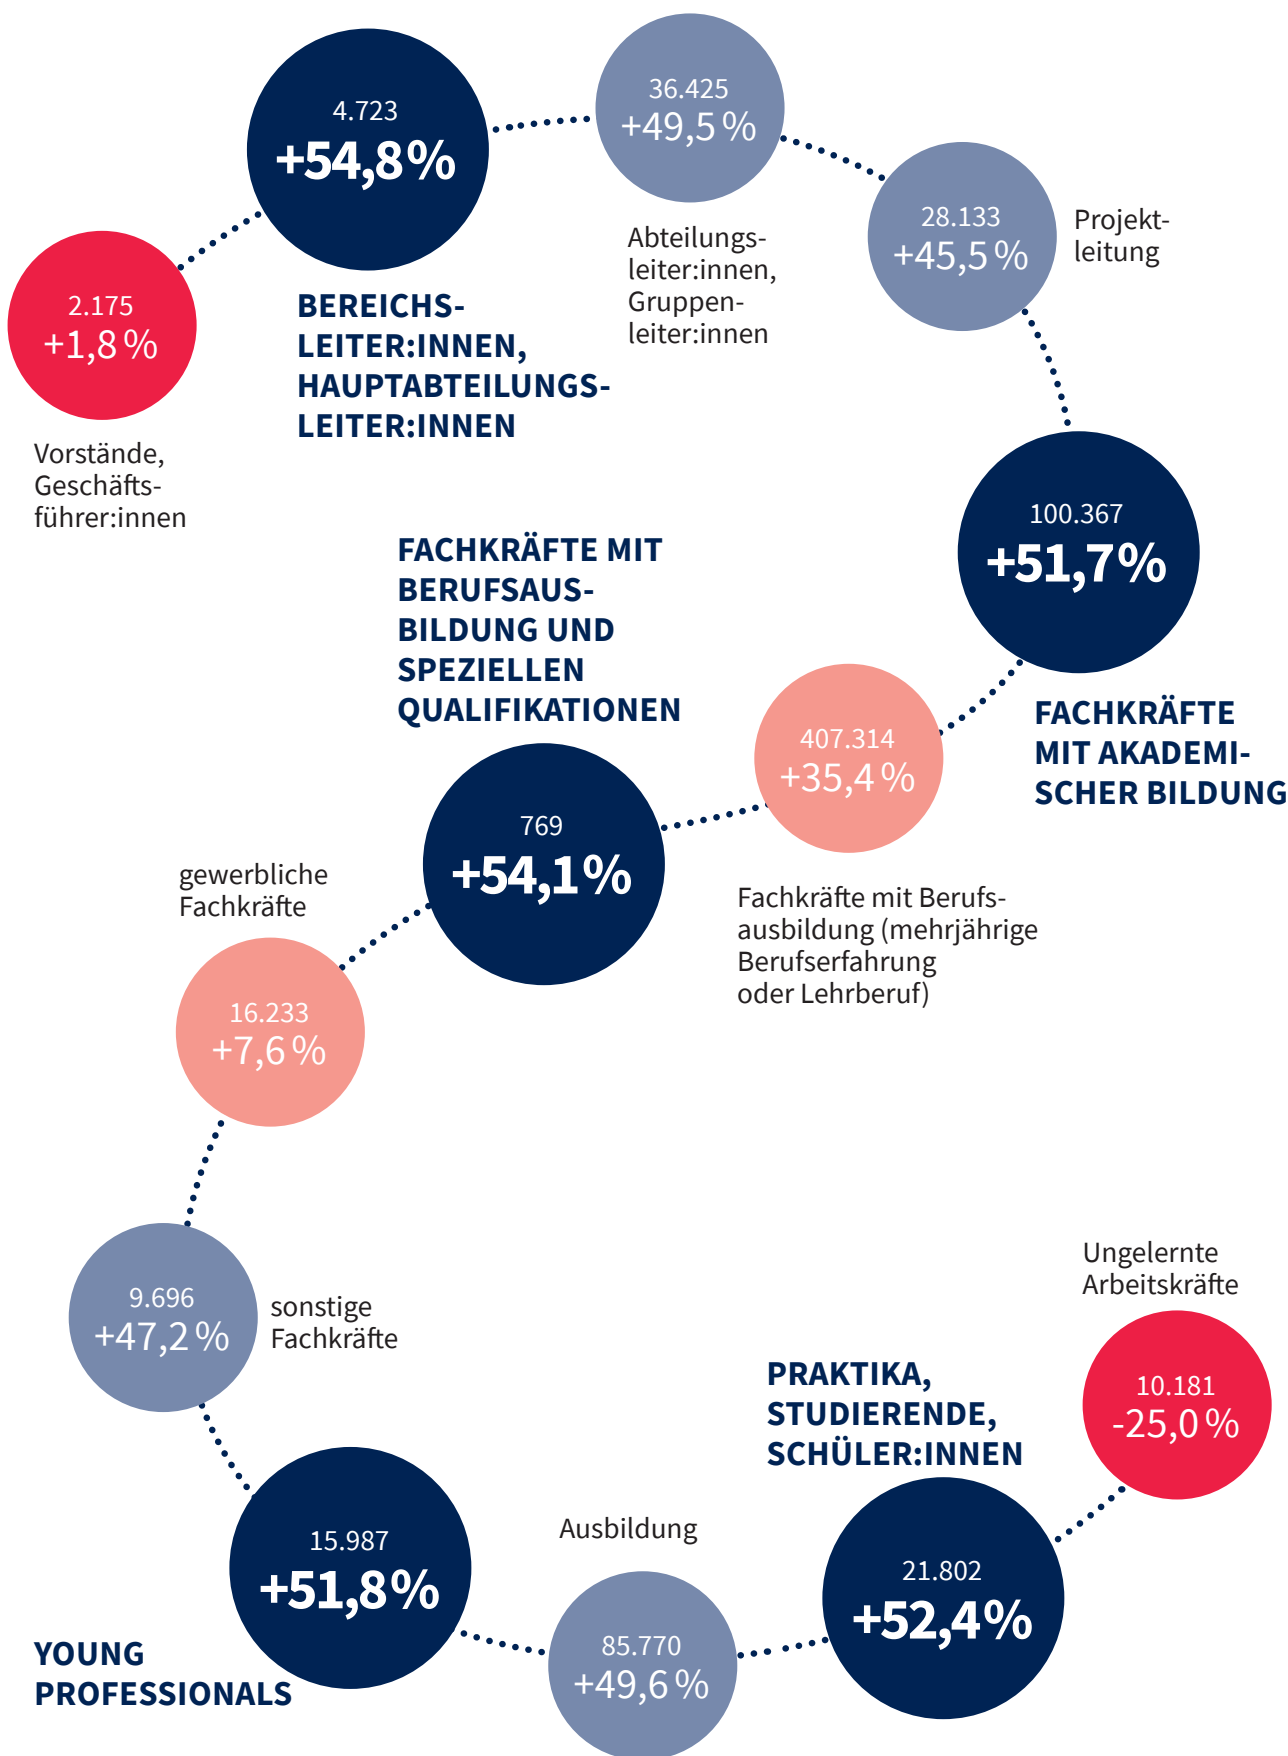 4.723
+54,8%
BEREICHS-
LEITER:INNEN,
HAUPTABTEILUNGS-
LEITER:INNEN
36.425
+49,5 %
Abteilungs-
leiter:innen,
Gruppen-
leiter:innen
28.133
+45,5 %
Projekt-
leitung
2.175
+1,8 %
Vorstände,
Geschäfts-
führer:innen
100.367
+51,7%
FACHKRÄFTE
MIT AKADEMI-
SCHER BILDUNG
407.314
+35,4 %
Fachkräfte mit Berufs-
ausbildung (mehrjährige
Berufserfahrung
oder Lehrberuf)
FACHKRÄFTE MIT
BERUFSAUS-
BILDUNG UND
SPEZIELLEN
QUALIFIKATIONEN
769
+54,1%
gewerbliche
Fachkräfte
16.233
+7,6 %
9.696
+47,2 %
sonstige
Fachkräfte
15.987
+51,8%
YOUNG
PROFESSIONALS
Ausbildung
85.770
+49,6 %
PRAKTIKA,
STUDIERENDE,
SCHÜLER:INNEN
21.802
+52,4%
Ungelernte
Arbeitskräfte
10.181
-25,0 %